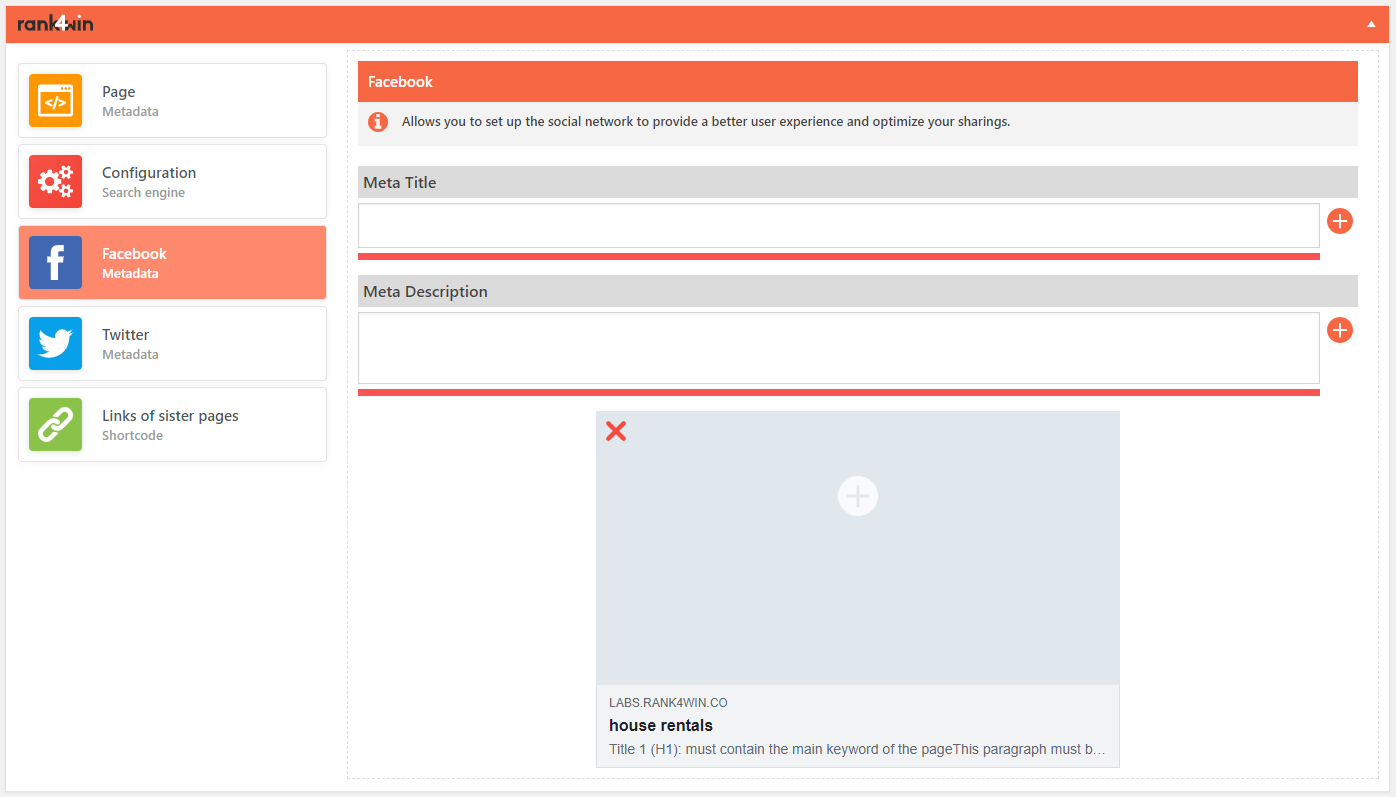 rank4win
Page
Metadata
Configuration
Search engine
Facebook
Metadata
Twitter
Metadata
Links of sister pages
Shortcode
Facebook
Allows you to set up the social network to provide a better user experience and optimize your sharings.
Meta Title
Meta Description
LABS.RANK4WIN.CO
house rentals
Title 1 (H1): must contain the main keyword of the pageThis paragraph must b...